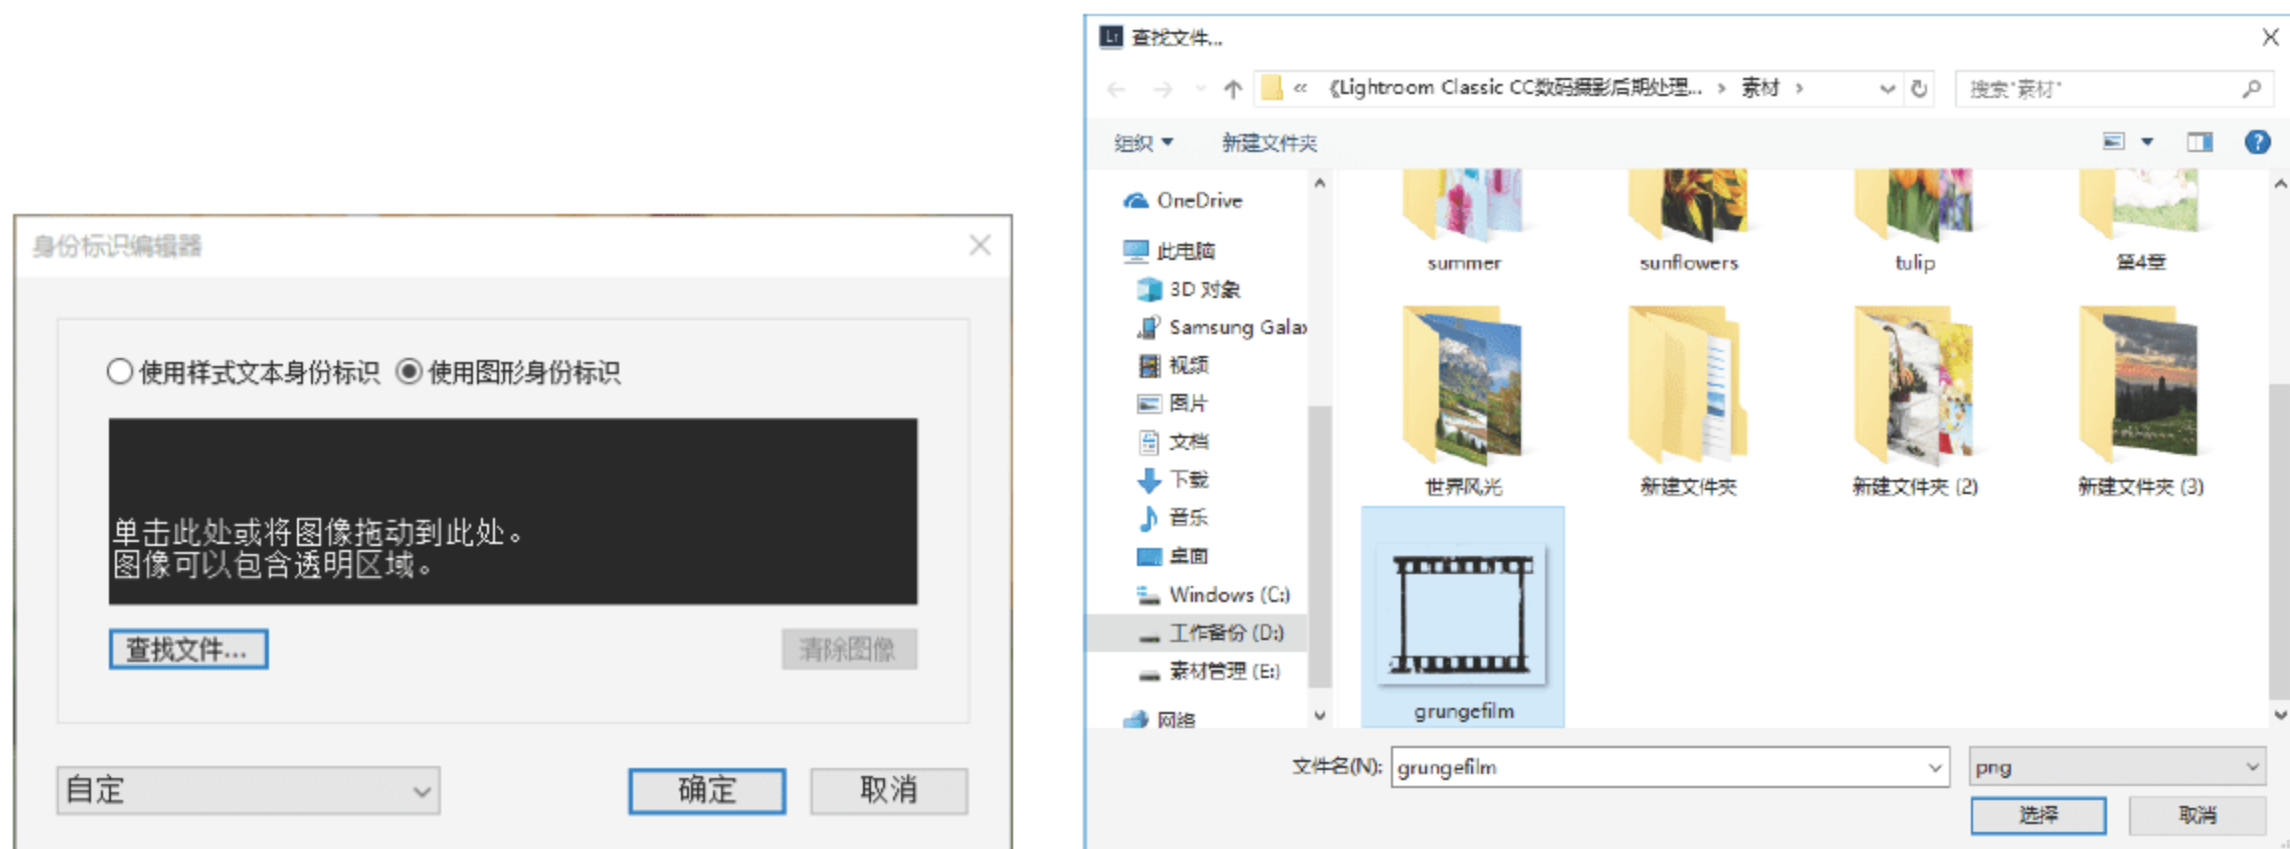 身份标识编辑器
使用样式文本身份标识 使用图形身份标识
单击此处或将图像拖动到此处。
图像可以包含透明区域。
查找文件... 清除图像
自定 确定 取消
Lr 查找文件...
« 《Lightroom Classic CC数码摄影后期处理... › 素材 ›
搜索"素材"
组织 新建文件夹
OneDrive
此电脑
3D 对象
Samsung Galax
视频
图片
文档
下载
音乐
桌面
Windows (C:)
工作备份 (D:)
素材管理 (E:)
网络
summer sunflowers tulip 第4章
世界风光 新建文件夹 新建文件夹 (2) 新建文件夹 (3)
grungefilm
文件名(N): grungefilm png
选择 取消